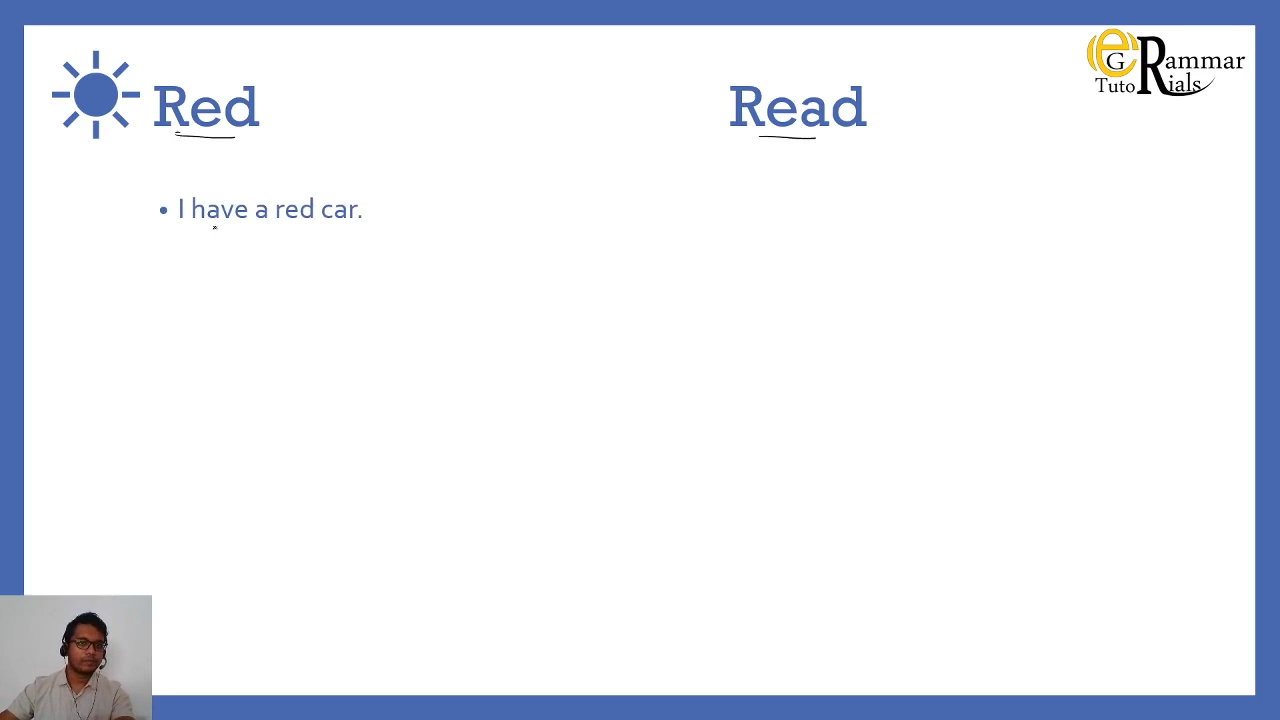 eGRammar
TutoRials
Red
Read
• I have a red car.